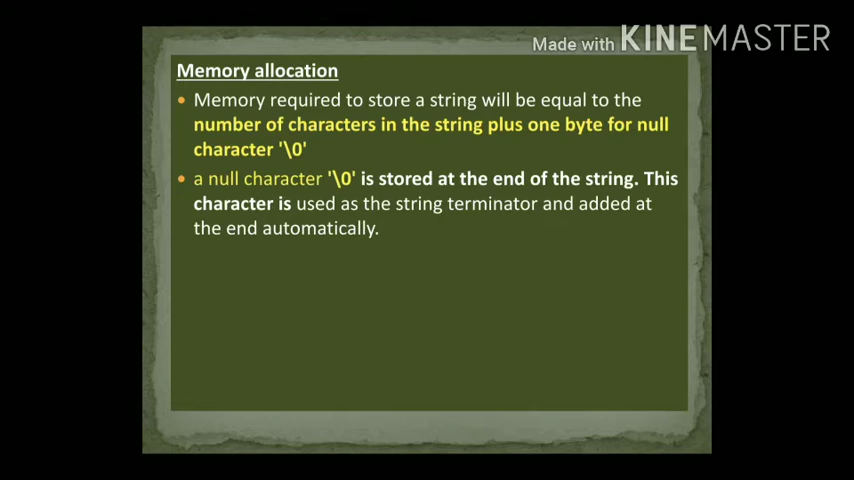 Made with KINEMASTER
Memory allocation
• Memory required to store a string will be equal to the
number of characters in the string plus one byte for null
character '\0'
• a null character '\0' is stored at the end of the string. This
character is used as the string terminator and added at
the end automatically.